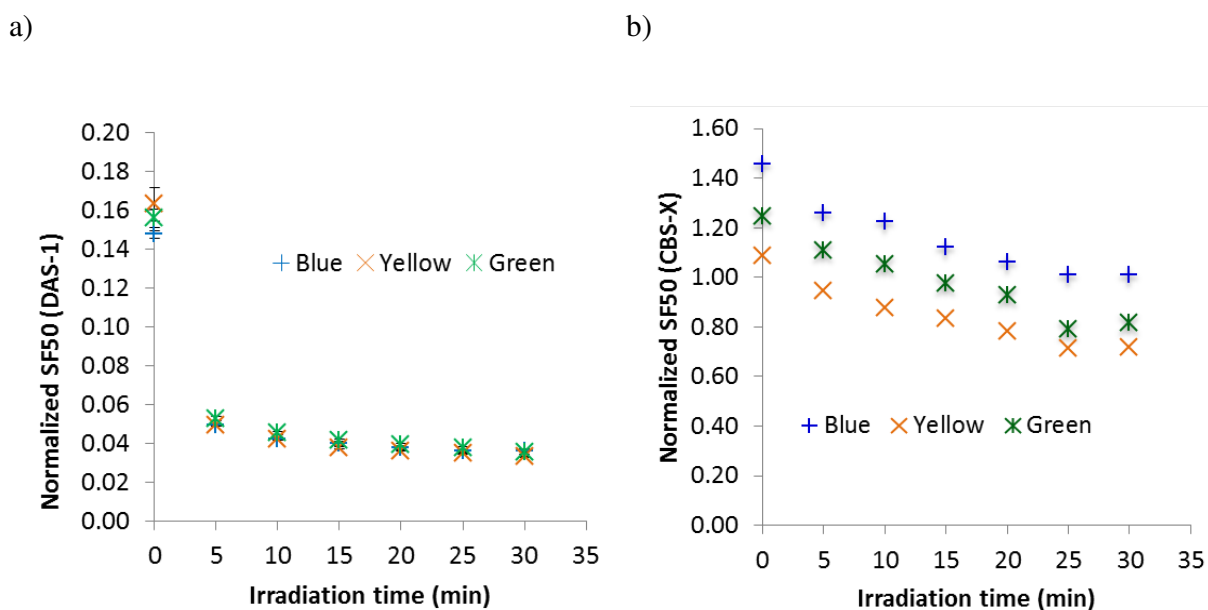 a)
b)
Normalized SF50 (DAS-1)
0.20
0.18
0.16
0.14
0.12
0.10
0.08
0.06
0.04
0.02
0.00
Blue Yellow Green
0 5 10 15 20 25 30 35
Irradiation time (min)
Normalized SF50 (CBS-X)
1.60
1.40
1.20
1.00
0.80
0.60
0.40
0.20
0.00
Blue Yellow Green
0 5 10 15 20 25 30 35
Irradiation time (min)